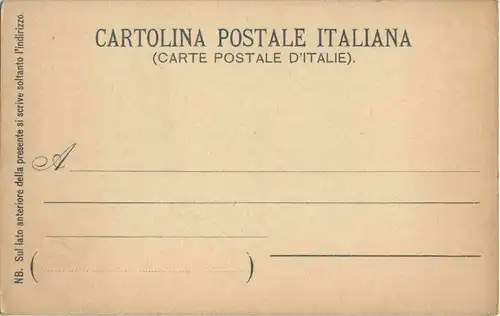 CARTOLINA POSTALE ITALIANA
(CARTE POSTALE D'ITALIE).
A
( )
NB. Sul lato anteriore della presente si scrive soltanto l'indirizzo.